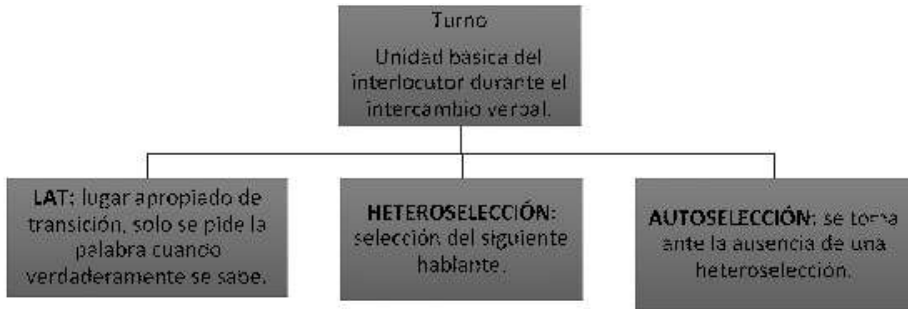 Turno
Unidad básica del
interlocutor durante el
intercambio verbal.
LAT: lugar apropiado de
transición, solo se pide la
palabra cuando
verdaderamente se sabe.
HETEROSELECCIÓN:
selección del siguiente
hablante.
AUTOSELECCIÓN: se toma
ante la ausencia de una
heteroselección.